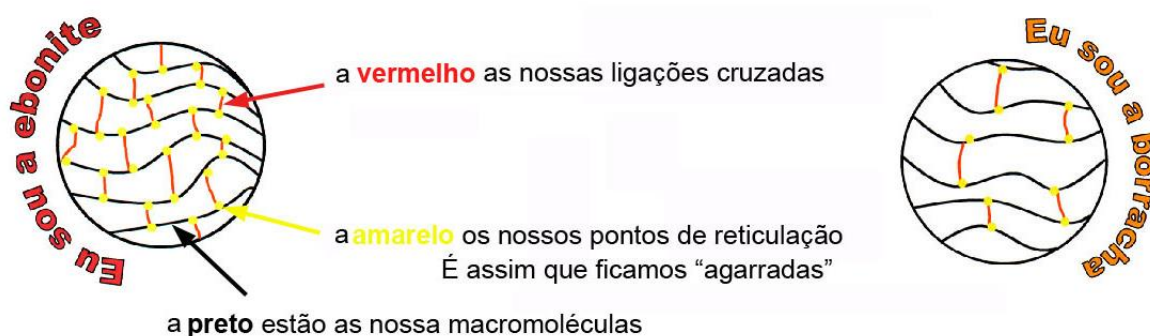 Eu sou a ebonite
a vermelho as nossas ligações cruzadas
Eu sou a borracha
a amarelo os nossos pontos de reticulação
É assim que ficamos “agarradas”
a preto estão as nossa macromoléculas